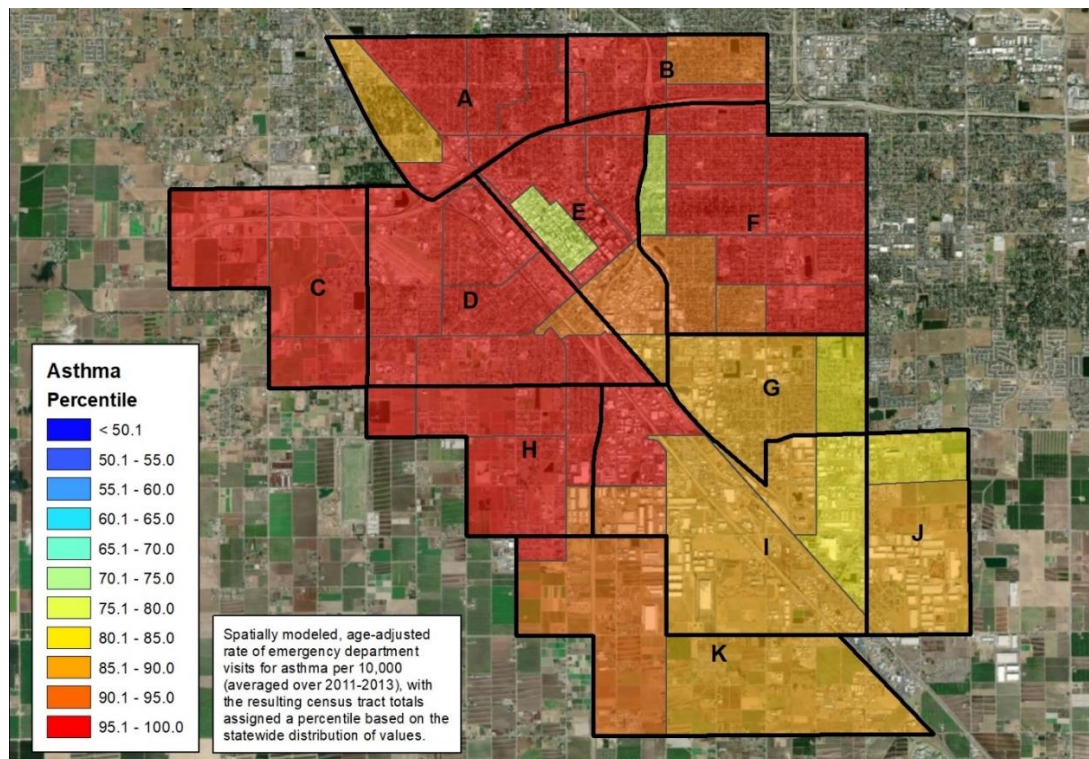 A
B
C
D
E
F
G
H
I
J
K
Asthma
Percentile
< 50.1
50.1 - 55.0
55.1 - 60.0
60.1 - 65.0
65.1 - 70.0
70.1 - 75.0
75.1 - 80.0
80.1 - 85.0
85.1 - 90.0
90.1 - 95.0
95.1 - 100.0
Spatially modeled, age-adjusted
rate of emergency department
visits for asthma per 10,000
(averaged over 2011-2013), with
the resulting census tract totals
assigned a percentile based on the
statewide distribution of values.